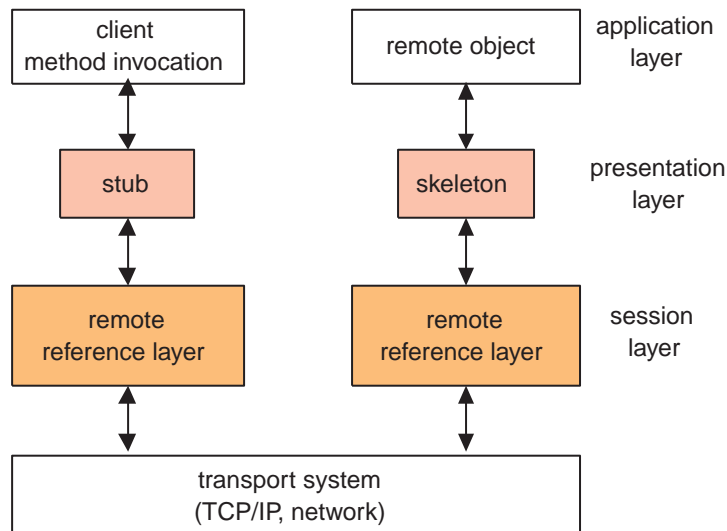 client
method invocation
remote object
application
layer
stub
skeleton
presentation
layer
remote
reference layer
remote
reference layer
session
layer
transport system
(TCP/IP, network)